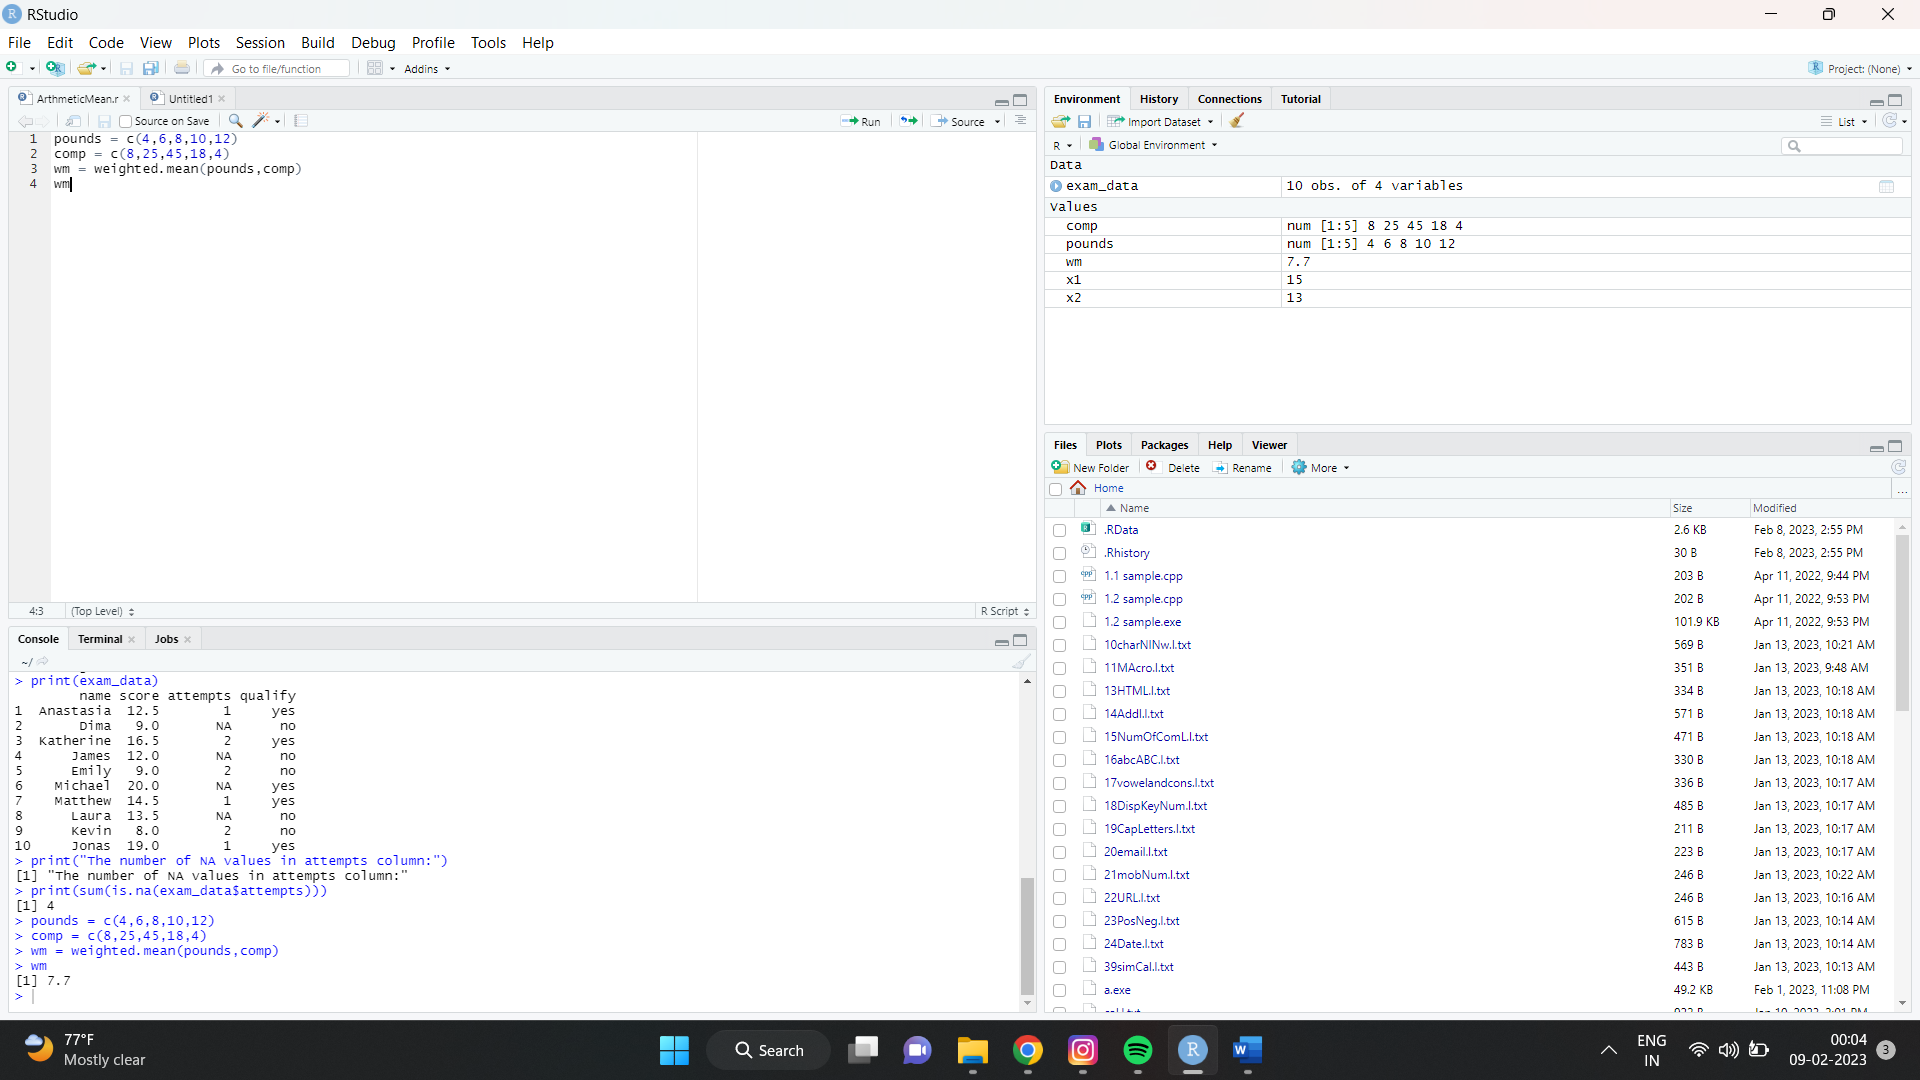 RStudio
File Edit Code View Plots Session Build Debug Profile Tools Help
Go to file/function Addins Project: (None)
ArthmeticMean.r Untitled1
Source on Save Run Source
1 pounds = c(4,6,8,10,12)
2 comp = c(8,25,45,18,4)
3 wm = weighted.mean(pounds,comp)
4 wm
4:3 (Top Level) R Script
Console Terminal Jobs
~/
> print(exam_data)
name score attempts qualify
1 Anastasia 12.5 1 yes
2 Dima 9.0 NA no
3 Katherine 16.5 2 yes
4 James 12.0 NA no
5 Emily 9.0 2 no
6 Michael 20.0 NA yes
7 Matthew 14.5 1 yes
8 Laura 13.5 NA no
9 Kevin 8.0 2 no
10 Jonas 19.0 1 yes
> print("The number of NA values in attempts column:")
[1] "The number of NA values in attempts column:"
> print(sum(is.na(exam_data$attempts)))
[1] 4
> pounds = c(4,6,8,10,12)
> comp = c(8,25,45,18,4)
> wm = weighted.mean(pounds,comp)
> wm
[1] 7.7
>
Environment History Connections Tutorial
Import Dataset List
R Global Environment
Data
exam_data 10 obs. of 4 variables
Values
comp num [1:5] 8 25 45 18 4
pounds num [1:5] 4 6 8 10 12
wm 7.7
x1 15
x2 13
Files Plots Packages Help Viewer
New Folder Delete Rename More
Home ...
Name Size Modified
.RData 2.6 KB Feb 8, 2023, 2:55 PM
.Rhistory 30 B Feb 8, 2023, 2:55 PM
1.1 sample.cpp 203 B Apr 11, 2022, 9:44 PM
1.2 sample.cpp 202 B Apr 11, 2022, 9:53 PM
1.2 sample.exe 101.9 KB Apr 11, 2022, 9:53 PM
10charNlNw.l.txt 569 B Jan 13, 2023, 10:21 AM
11MAcro.l.txt 351 B Jan 13, 2023, 9:48 AM
13HTML.l.txt 334 B Jan 13, 2023, 10:18 AM
14Addl.l.txt 571 B Jan 13, 2023, 10:18 AM
15NumOfComL.l.txt 471 B Jan 13, 2023, 10:18 AM
16abcABC.l.txt 330 B Jan 13, 2023, 10:18 AM
17vowelandcons.l.txt 336 B Jan 13, 2023, 10:17 AM
18DispKeyNum.l.txt 485 B Jan 13, 2023, 10:17 AM
19CapLetters.l.txt 211 B Jan 13, 2023, 10:17 AM
20email.l.txt 223 B Jan 13, 2023, 10:17 AM
21mobNum.l.txt 246 B Jan 13, 2023, 10:22 AM
22URL.l.txt 246 B Jan 13, 2023, 10:16 AM
23PosNeg.l.txt 615 B Jan 13, 2023, 10:14 AM
24Date.l.txt 783 B Jan 13, 2023, 10:14 AM
39simCal.l.txt 443 B Jan 13, 2023, 10:13 AM
a.exe 49.2 KB Feb 1, 2023, 11:08 PM
77°F
Mostly clear
Search
ENG
IN
00:04
09-02-2023
3